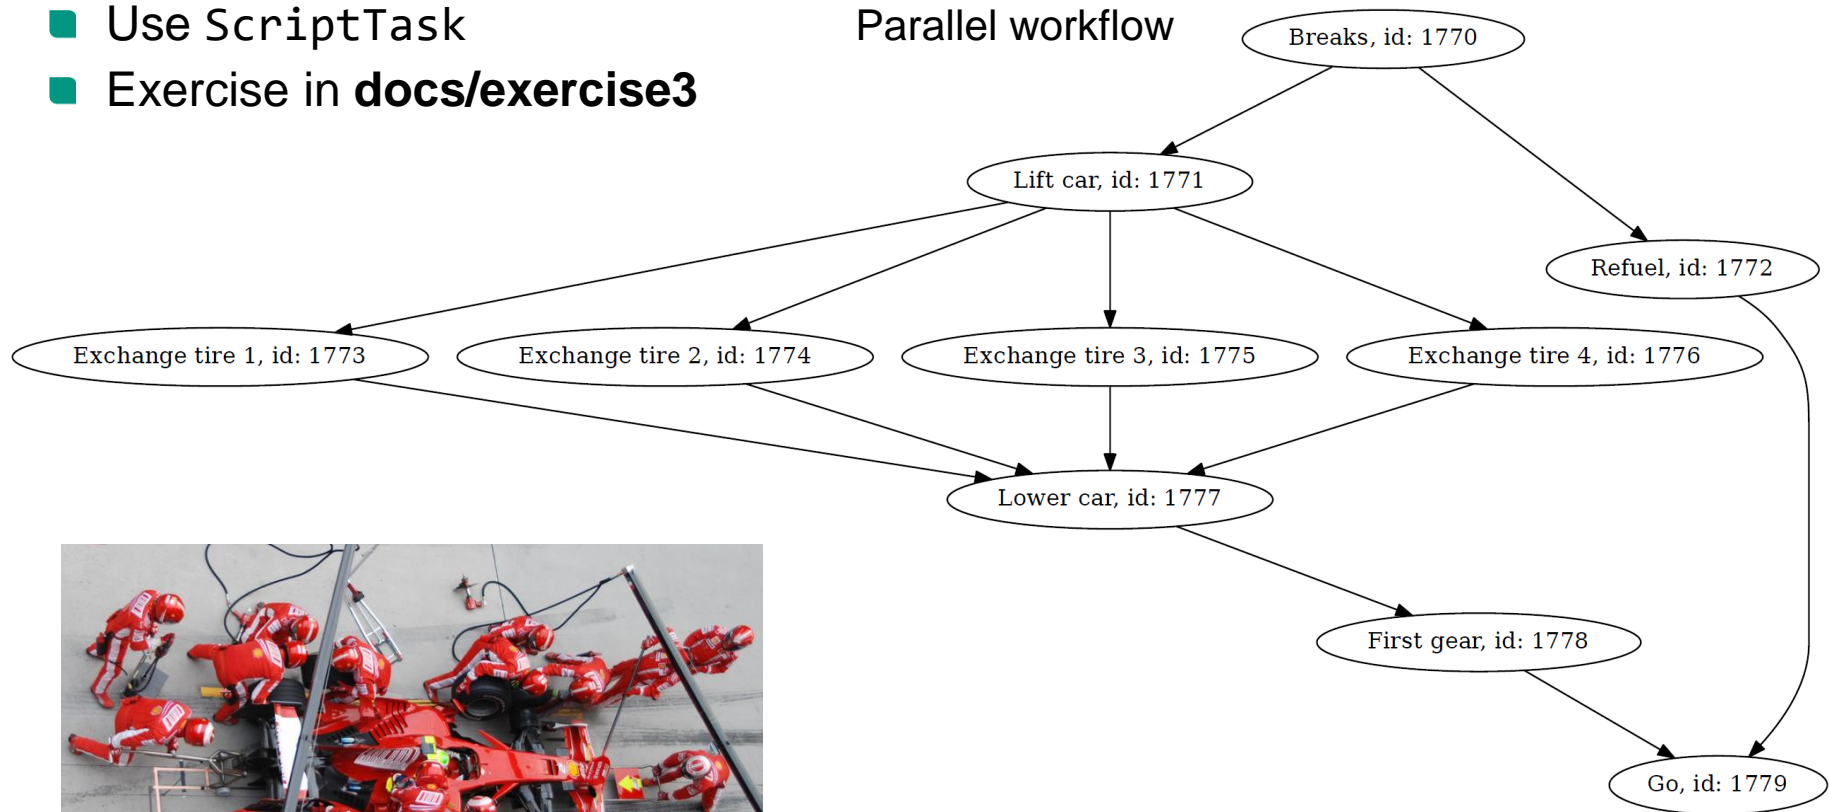 Use ScriptTask
Exercise in docs/exercise3
Parallel workflow
Breaks, id: 1770
Lift car, id: 1771
Refuel, id: 1772
Exchange tire 1, id: 1773
Exchange tire 2, id: 1774
Exchange tire 3, id: 1775
Exchange tire 4, id: 1776
Lower car, id: 1777
First gear, id: 1778
Go, id: 1779